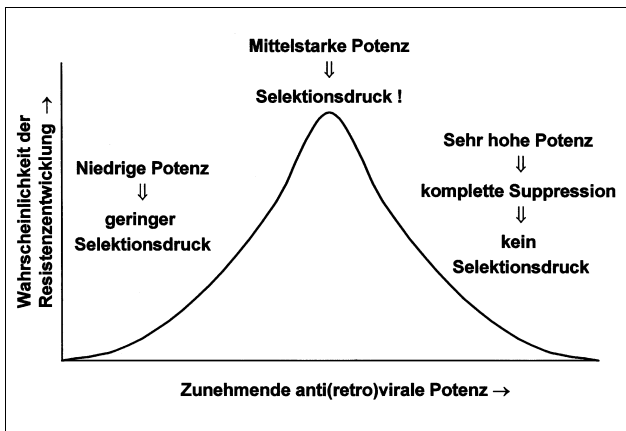 Mittelstarke Potenz
⇓
Selektionsdruck !
Wahrscheinlichkeit der
Resistenzentwicklung →
Niedrige Potenz
⇓
geringer
Selektionsdruck
Sehr hohe Potenz
⇓
komplette Suppression
⇓
kein
Selektionsdruck
Zunehmende anti(retro)virale Potenz →